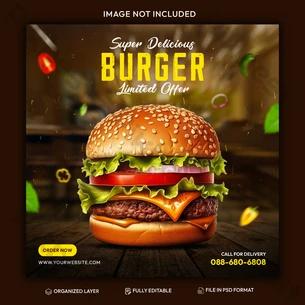 IMAGE NOT INCLUDED
Super Delicious
BURGER
Limited Offer
ORDER NOW
WWW.YOURWEBSITE.COM
CALL FOR DELIVERY
088-680-6808
ORGANIZED LAYER
FULLY EDITABLE
FILE IN PSD FORMAT